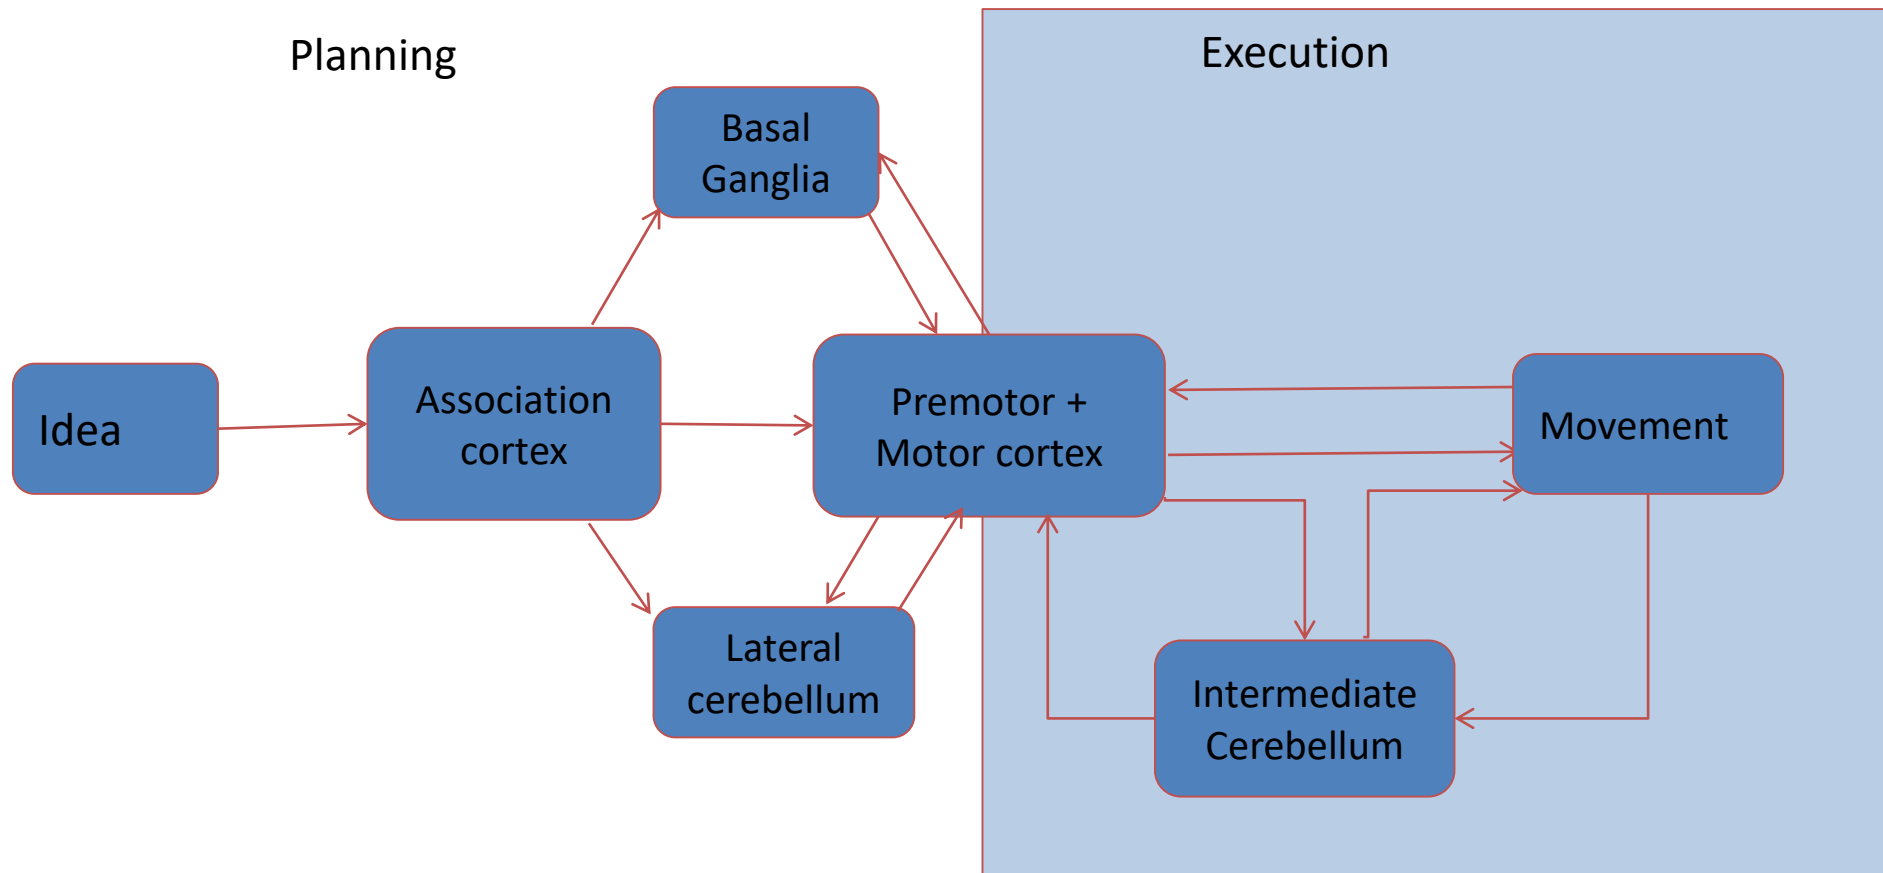 Planning
Execution
Basal
Ganglia
Idea
Association
cortex
Premotor +
Motor cortex
Movement
Lateral
cerebellum
Intermediate
Cerebellum